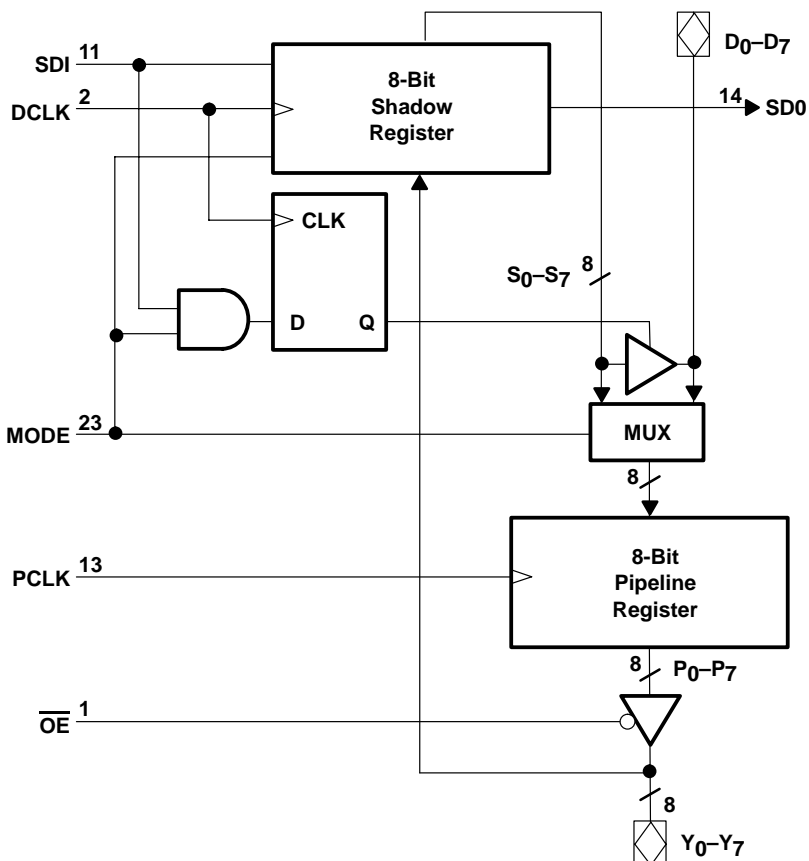 D0–D7
SDI 11
8-Bit
Shadow
Register
DCLK 2
14 SD0
CLK
S0–S7 8
D Q
MODE 23
MUX
8
PCLK 13
8-Bit
Pipeline
Register
8 P0–P7
OE 1
8
Y0–Y7